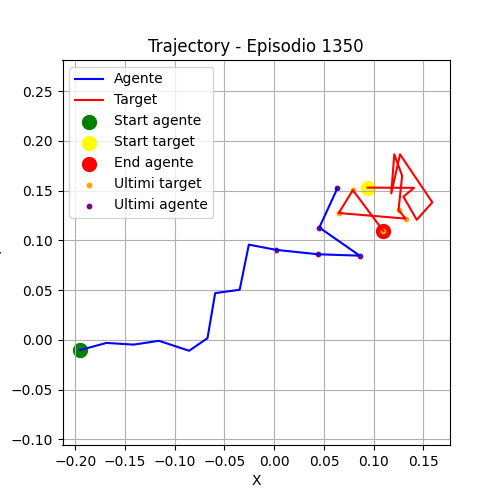 Trajectory - Episodio 1350
Agente
Target
Start agente
Start target
End agente
Ultimi target
Ultimi agente
0.25
0.20
0.15
0.10
0.05
0.00
−0.05
−0.10
−0.20 −0.15 −0.10 −0.05 0.00 0.05 0.10 0.15
X